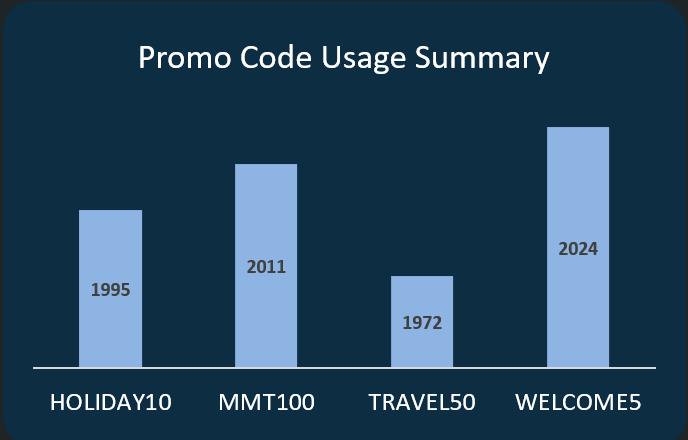 Promo Code Usage Summary
2024
2011
1995
1972
HOLIDAY10 MMT100 TRAVEL50 WELCOME5